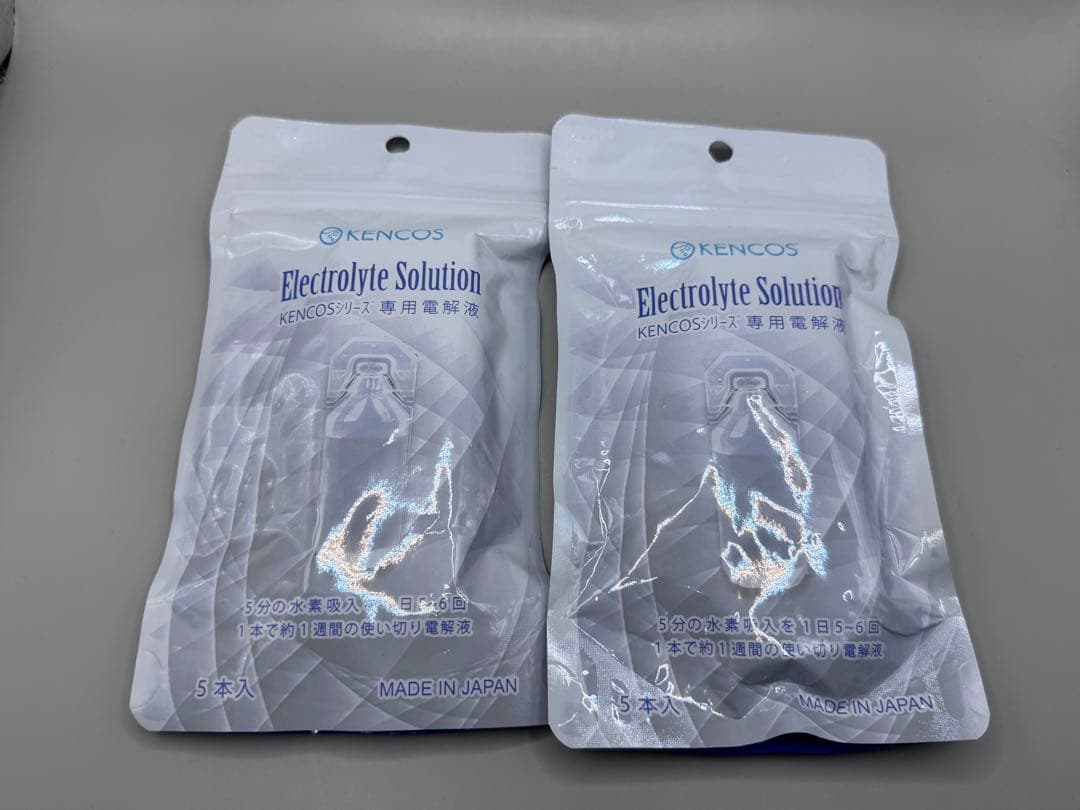 KENCOS
Electrolyte Solution
KENCOSシリーズ 専用電解液
5分の水素吸入 日5~6回
1本で約1週間の使い切り電解液
5本入
MADE IN JAPAN
KENCOS
Electrolyte Solution
KENCOSシリーズ 専用電解液
5分の水素吸入を1日5~6回
1本で約1週間の使い切り電解液
5本入
MADE IN JAPAN